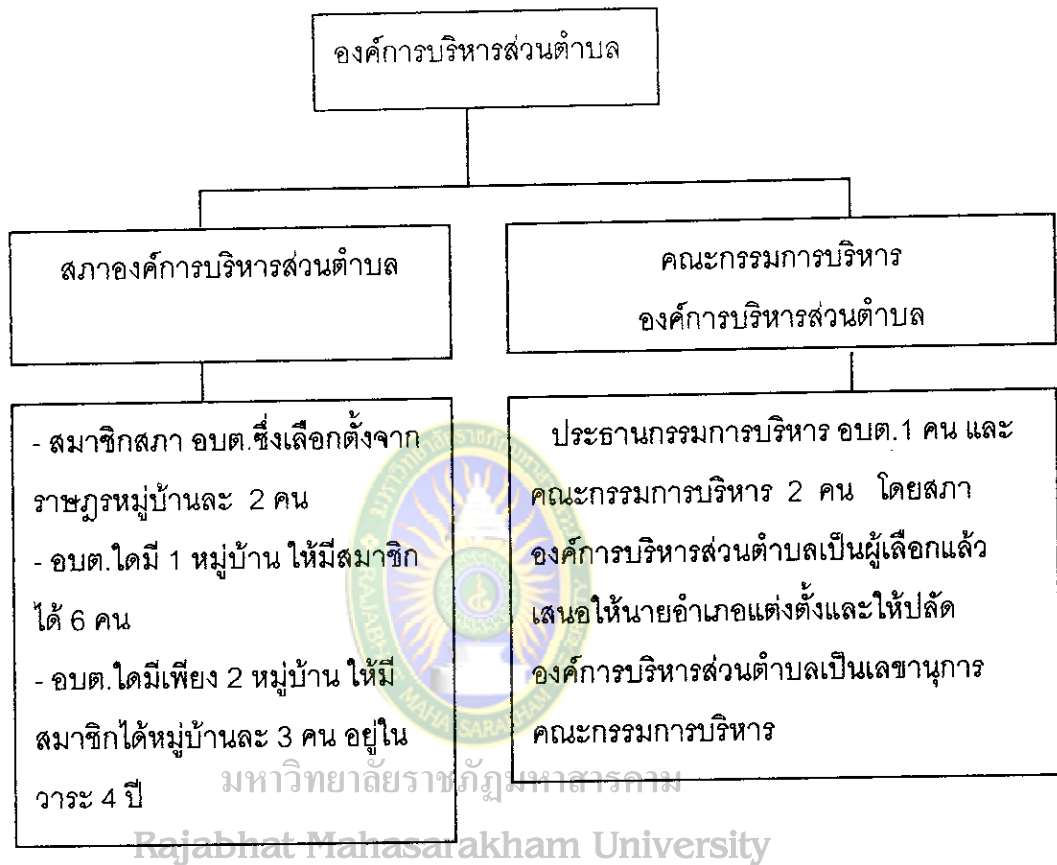 องค์การบริหารส่วนตำบล
สภาองค์การบริหารส่วนตำบล
คณะกรรมการบริหาร
องค์การบริหารส่วนตำบล
- สมาชิกสภา อบต.ซึ่งเลือกตั้งจาก
ราษฎรหมู่บ้านละ 2 คน
- อบต.ใดมี 1 หมู่บ้าน ให้มีสมาชิก
ได้ 6 คน
- อบต.ใดมีเพียง 2 หมู่บ้าน ให้มี
สมาชิกได้หมู่บ้านละ 3 คน อยู่ใน
วาระ 4 ปี
ประธานกรรมการบริหาร อบต.1 คน และ
คณะกรรมการบริหาร 2 คน โดยสภา
องค์การบริหารส่วนตำบลเป็นผู้เลือกแล้ว
เสนอให้นายอำเภอแต่งตั้งและให้ปลัด
องค์การบริหารส่วนตำบลเป็นเลขานุการ
คณะกรรมการบริหาร
มหาวิทยาลัยราชภัฏมหาสารคาม
Rajabhat Mahasarakham University